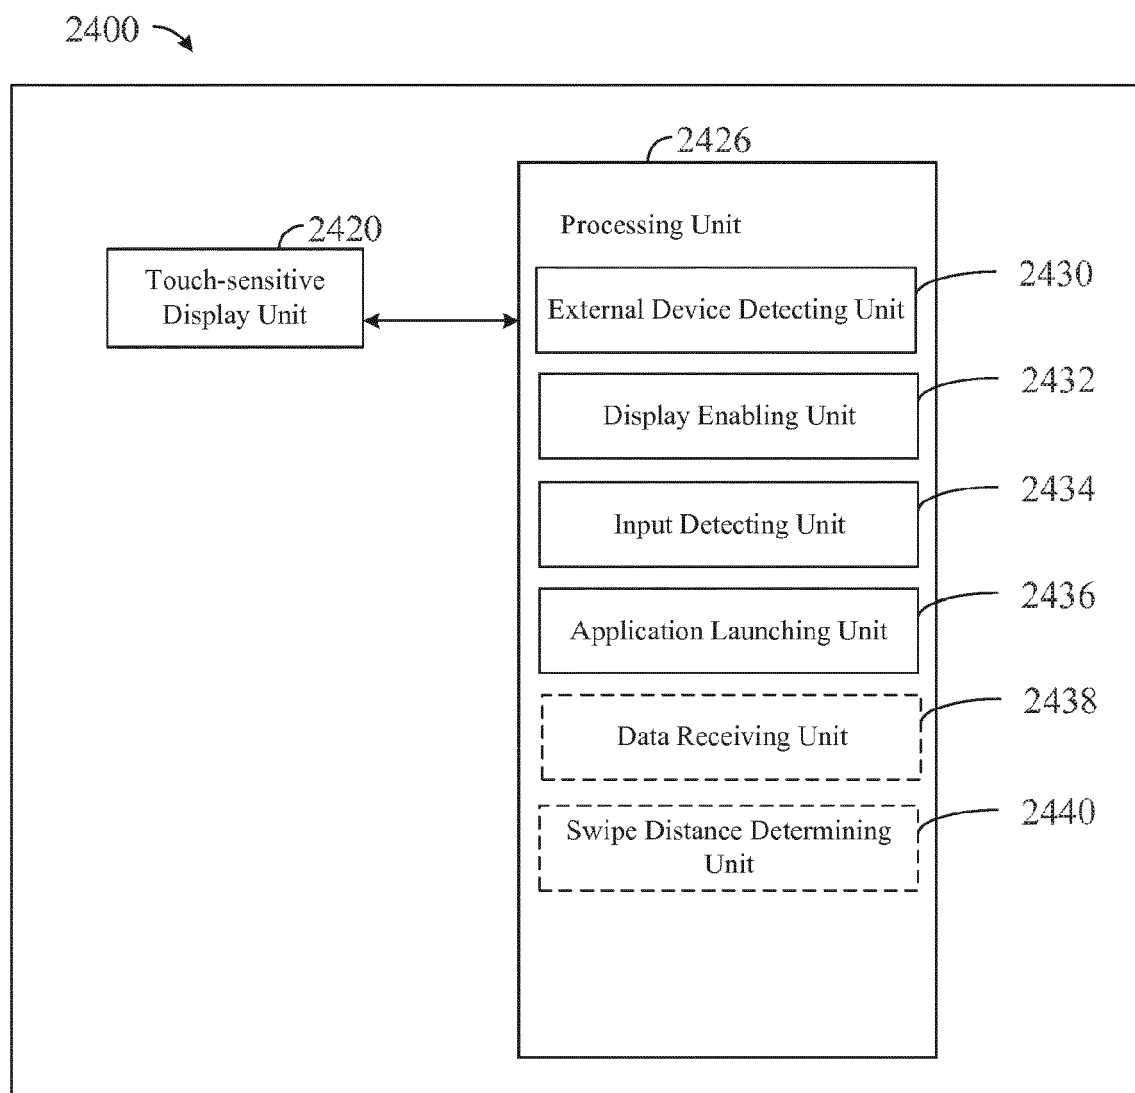 2400
2426
Processing Unit
2420
Touch-sensitive
Display Unit
2430
External Device Detecting Unit
2432
Display Enabling Unit
2434
Input Detecting Unit
2436
Application Launching Unit
2438
Data Receiving Unit
2440
Swipe Distance Determining
Unit